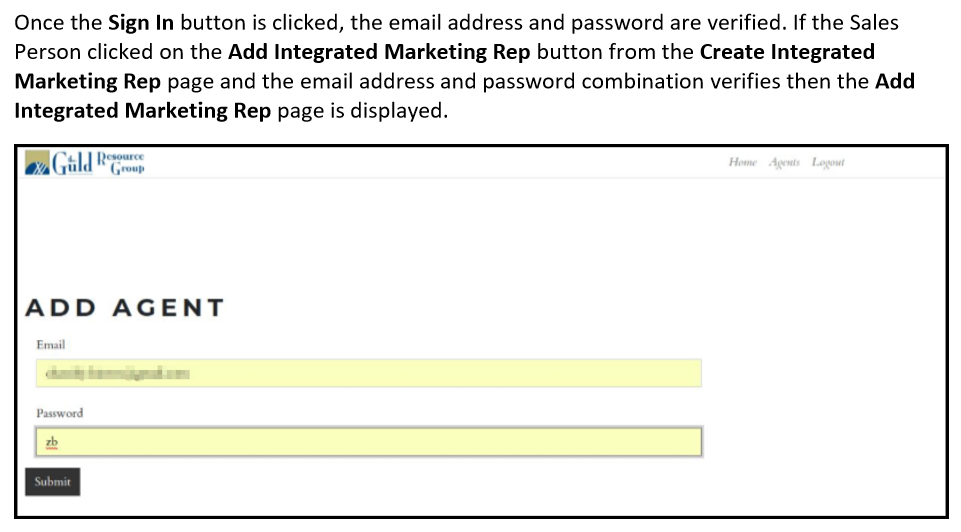 Once the Sign In button is clicked, the email address and password are verified. If the Sales
Person clicked on the Add Integrated Marketing Rep button from the Create Integrated
Marketing Rep page and the email address and password combination verifies then the Add
Integrated Marketing Rep page is displayed.
the Guild Resource Group
Home Agents Logout
ADD AGENT
Email
Password
zb
Submit